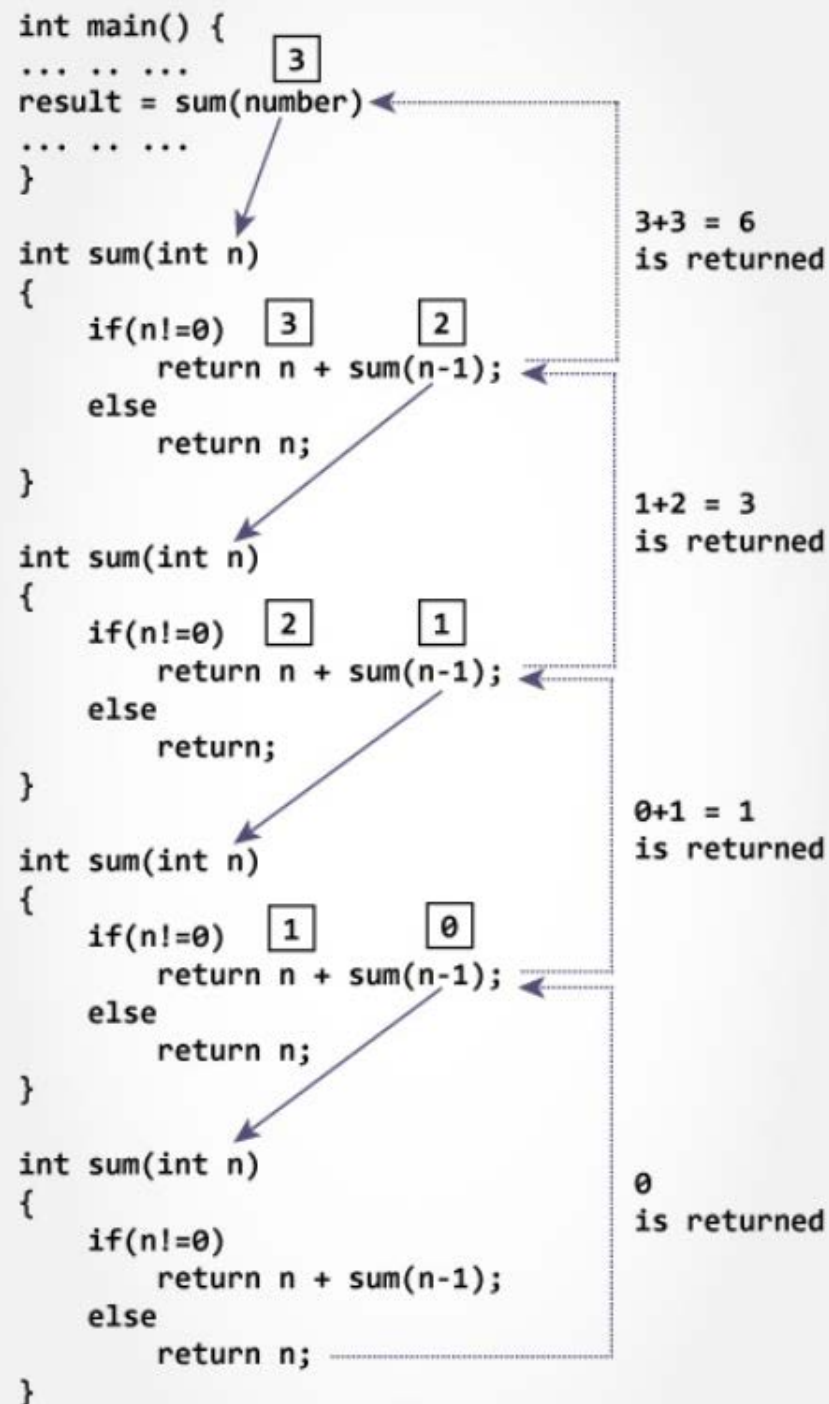 int main() {
... .. ... 3
result = sum(number)
... .. ...
}
3+3 = 6
is returned
int sum(int n)
{
if(n!=0) 3 2
return n + sum(n-1);
else
return n;
}
1+2 = 3
is returned
int sum(int n)
{
if(n!=0) 2 1
return n + sum(n-1);
else
return;
}
0+1 = 1
is returned
int sum(int n)
{
if(n!=0) 1 0
return n + sum(n-1);
else
return n;
}
0
is returned
int sum(int n)
{
if(n!=0)
return n + sum(n-1);
else
return n;
}